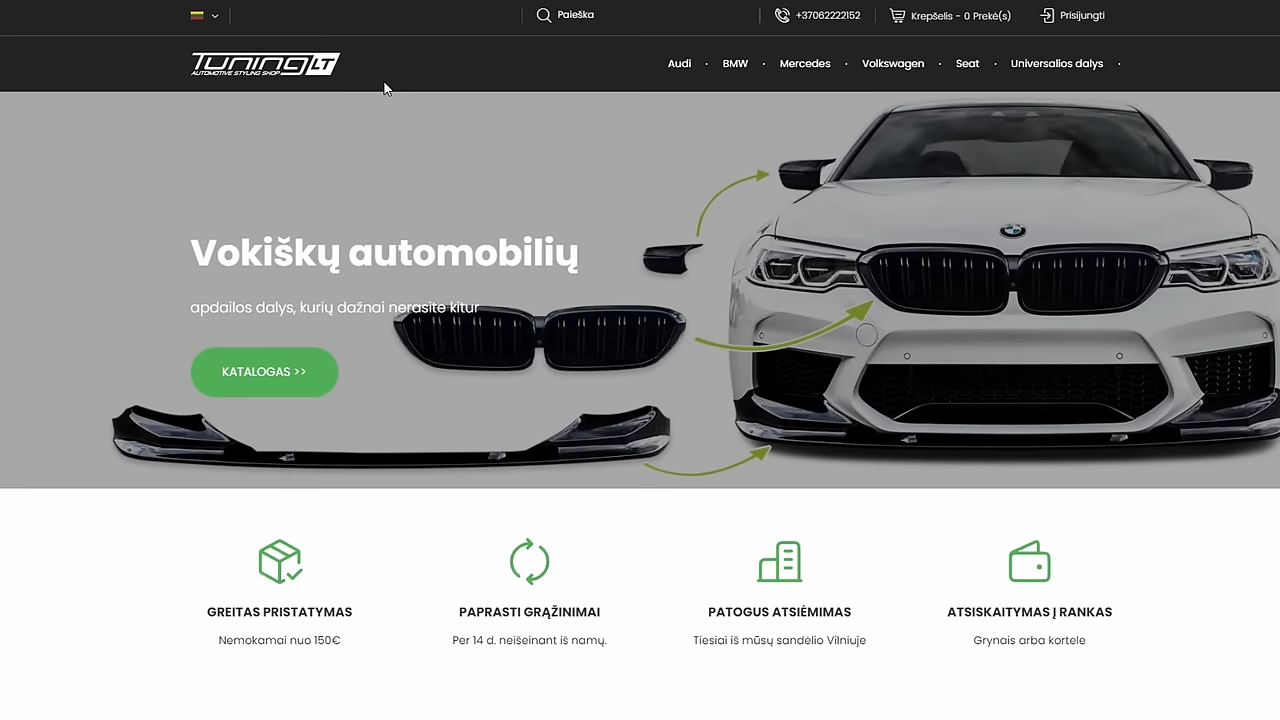 Paieška
+37062222152
Krepšelis - 0 Prekė(s)
Prisijungti
TUNING LT
AUTOMOTIVE STYLING SHOP
Audi · BMW · Mercedes · Volkswagen · Seat · Universalios dalys ·
Vokiškų automobilių
apdailos dalys, kurių dažnai nerasite kitur
KATALOGAS >>
GREITAS PRISTATYMAS
Nemokamai nuo 150€
PAPRASTI GRĄŽINIMAI
Per 14 d. neišeinant iš namų.
PATOGUS ATSIĖMIMAS
Tiesiai iš mūsų sandėlio Vilniuje
ATSISKAITYMAS Į RANKAS
Grynais arba kortele